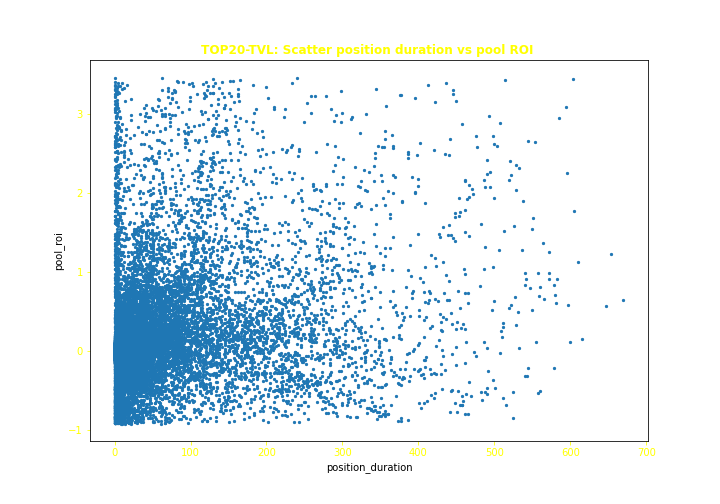 TOP20-TVL: Scatter position duration vs pool ROI
pool_roi
3
2
1
0
−1
0 100 200 300 400 500 600 700
position_duration